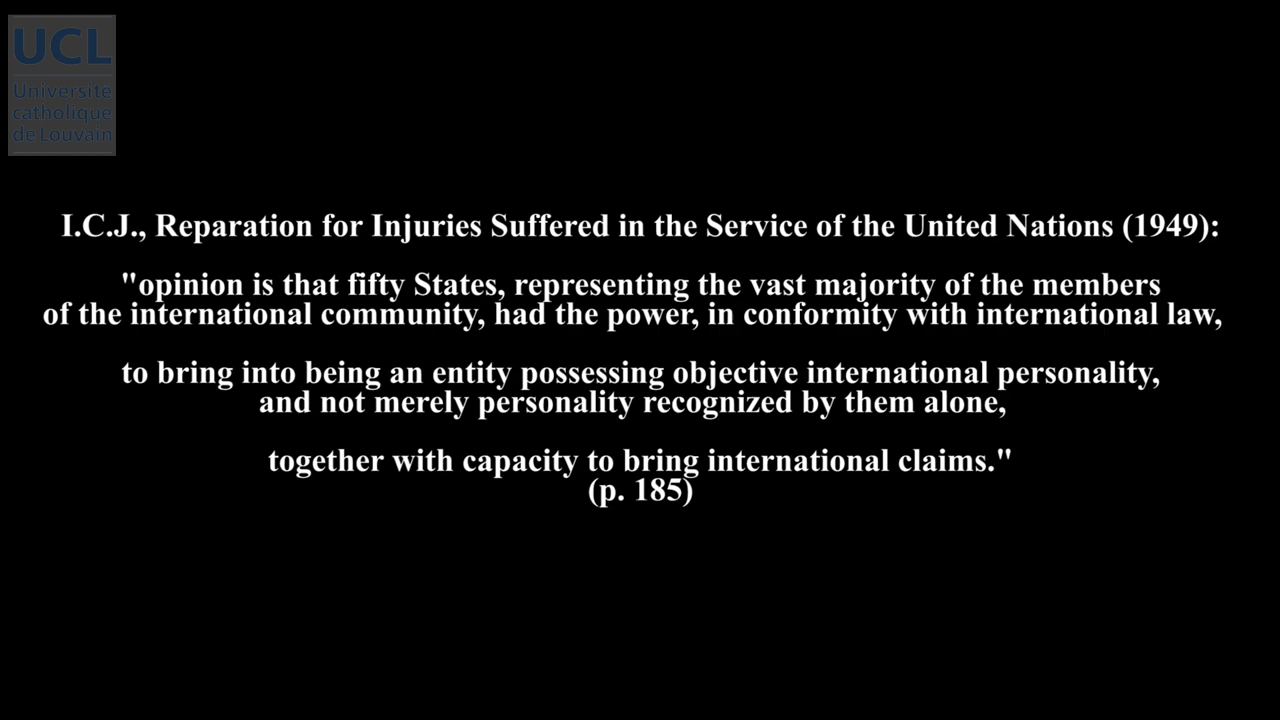 UCL
Université
catholique
de Louvain
I.C.J., Reparation for Injuries Suffered in the Service of the United Nations (1949):
"opinion is that fifty States, representing the vast majority of the members
of the international community, had the power, in conformity with international law,
to bring into being an entity possessing objective international personality,
and not merely personality recognized by them alone,
together with capacity to bring international claims."
(p. 185)